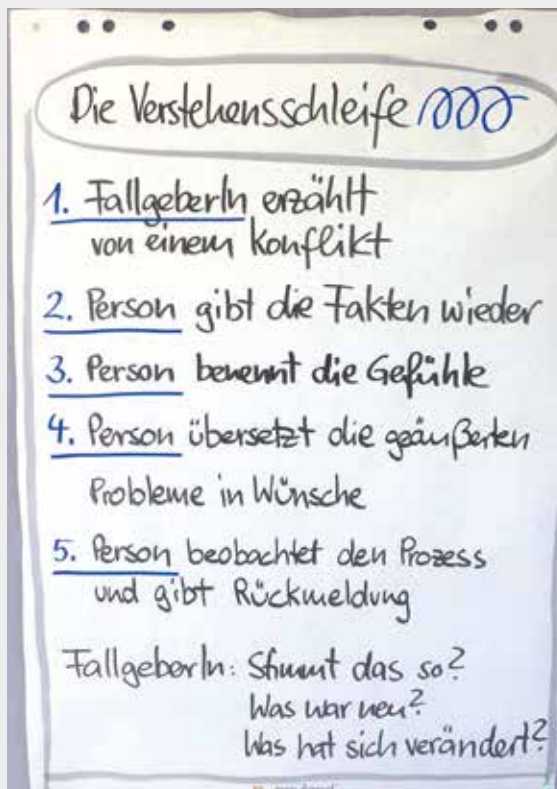 Die Verstehensschleife
1. FallgeberIn erzählt
von einem Konflikt
2. Person gibt die Fakten wieder
3. Person benennt die Gefühle
4. Person übersetzt die geäußerten
Probleme in Wünsche
5. Person beobachtet den Prozess
und gibt Rückmeldung
FallgeberIn: Stimmt das so?
Was war neu?
Was hat sich verändert?